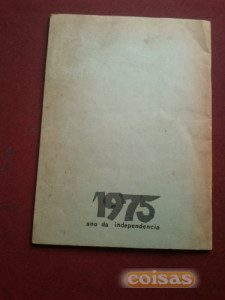 1975
ano da independencia
coisas